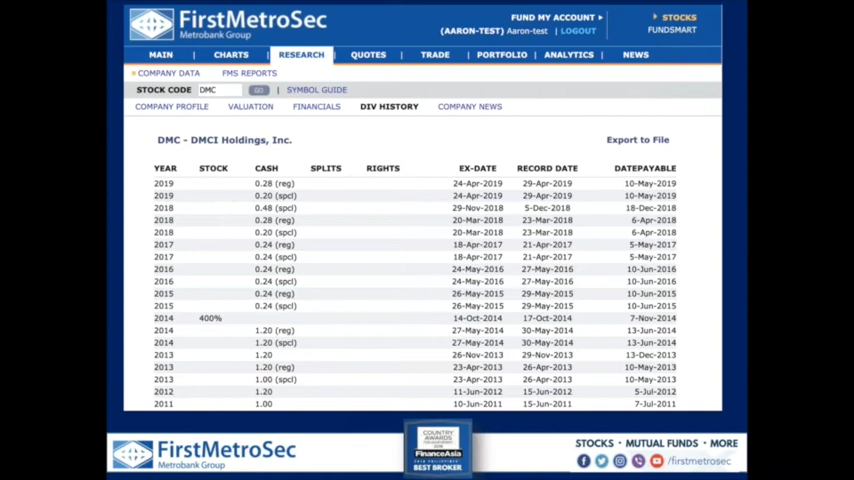 FirstMetroSec
Metrobank Group
FUND MY ACCOUNT
(AARON-TEST) Aaron-test | LOGOUT
STOCKS
FUNDSMART
MAIN | CHARTS | RESEARCH | QUOTES | TRADE | PORTFOLIO | ANALYTICS | NEWS
COMPANY DATA FMS REPORTS
STOCK CODE DMC GO | SYMBOL GUIDE
COMPANY PROFILE VALUATION FINANCIALS DIV HISTORY COMPANY NEWS
DMC - DMCI Holdings, Inc. Export to File
YEAR STOCK CASH SPLITS RIGHTS EX-DATE RECORD DATE DATEPAYABLE
2019 0.28 (reg) 24-Apr-2019 29-Apr-2019 10-May-2019
2019 0.20 (spcl) 24-Apr-2019 29-Apr-2019 10-May-2019
2018 0.48 (spcl) 29-Nov-2018 5-Dec-2018 18-Dec-2018
2018 0.28 (reg) 20-Mar-2018 23-Mar-2018 6-Apr-2018
2018 0.20 (spcl) 20-Mar-2018 23-Mar-2018 6-Apr-2018
2017 0.24 (reg) 18-Apr-2017 21-Apr-2017 5-May-2017
2017 0.24 (spcl) 18-Apr-2017 21-Apr-2017 5-May-2017
2016 0.24 (reg) 24-May-2016 27-May-2016 10-Jun-2016
2016 0.24 (spcl) 24-May-2016 27-May-2016 10-Jun-2016
2015 0.24 (reg) 26-May-2015 29-May-2015 10-Jun-2015
2015 0.24 (spcl) 26-May-2015 29-May-2015 10-Jun-2015
2014 400% 14-Oct-2014 17-Oct-2014 7-Nov-2014
2014 1.20 (reg) 27-May-2014 30-May-2014 13-Jun-2014
2014 1.20 (spcl) 27-May-2014 30-May-2014 13-Jun-2014
2013 1.20 26-Nov-2013 29-Nov-2013 13-Dec-2013
2013 1.20 (reg) 23-Apr-2013 26-Apr-2013 10-May-2013
2013 1.00 (spcl) 23-Apr-2013 26-Apr-2013 10-May-2013
2012 1.20 11-Jun-2012 15-Jun-2012 5-Jul-2012
2011 1.00 10-Jun-2011 15-Jun-2011 7-Jul-2011
FirstMetroSec
Metrobank Group
COUNTRY
AWARDS
FinanceAsia
BEST BROKER
STOCKS • MUTUAL FUNDS • MORE
/firstmetrosec